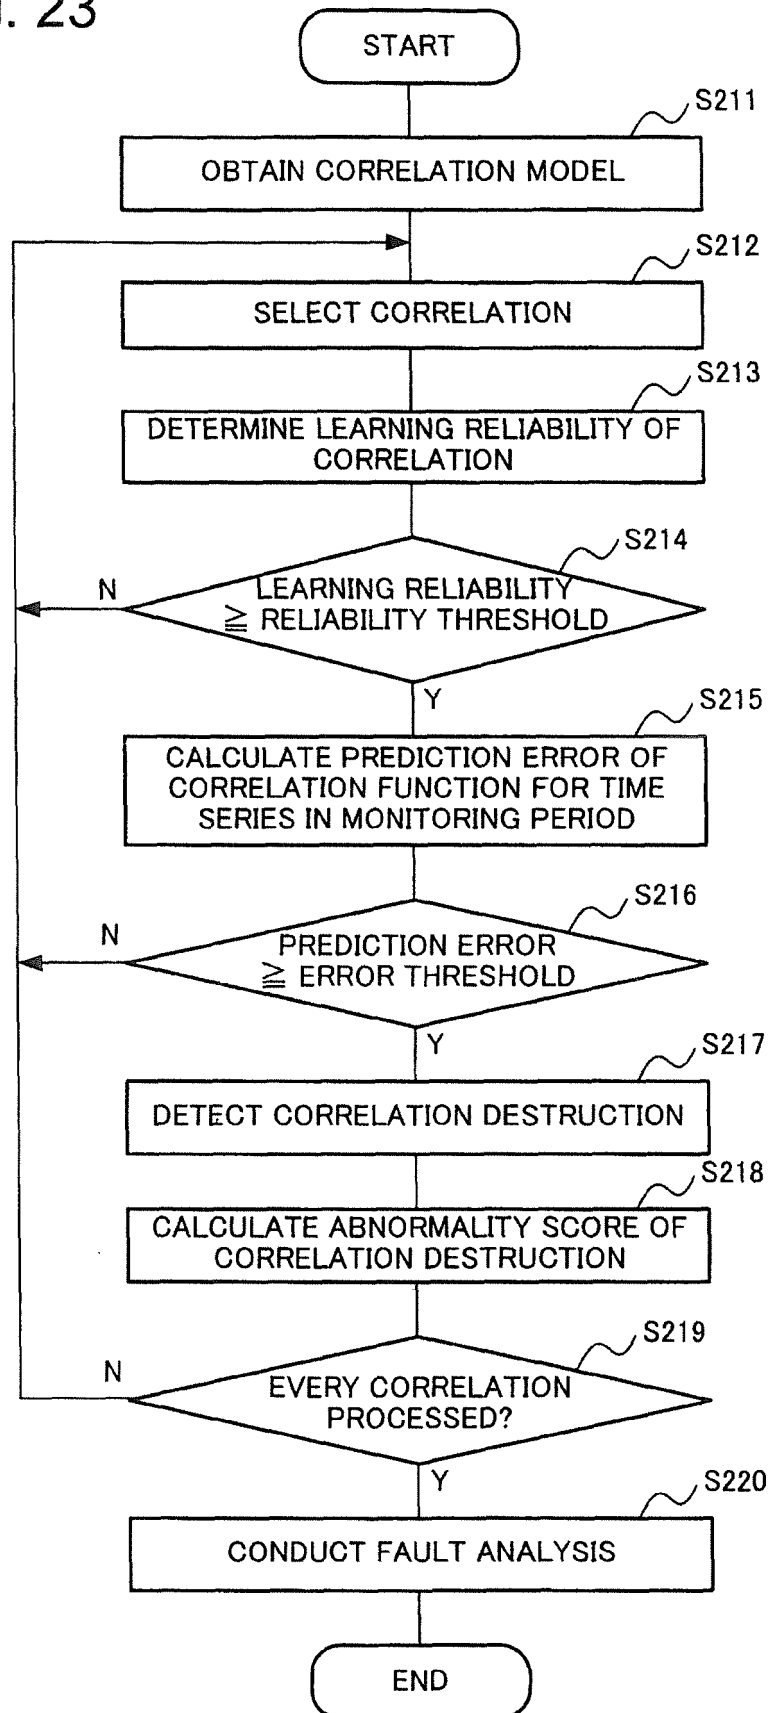 . 23
START
S211
OBTAIN CORRELATION MODEL
S212
SELECT CORRELATION
S213
DETERMINE LEARNING RELIABILITY OF
CORRELATION
S214
N
LEARNING RELIABILITY
≧ RELIABILITY THRESHOLD
Y
S215
CALCULATE PREDICTION ERROR OF
CORRELATION FUNCTION FOR TIME
SERIES IN MONITORING PERIOD
S216
N
PREDICTION ERROR
≧ ERROR THRESHOLD
Y
S217
DETECT CORRELATION DESTRUCTION
S218
CALCULATE ABNORMALITY SCORE OF
CORRELATION DESTRUCTION
S219
N
EVERY CORRELATION
PROCESSED?
Y
S220
CONDUCT FAULT ANALYSIS
END